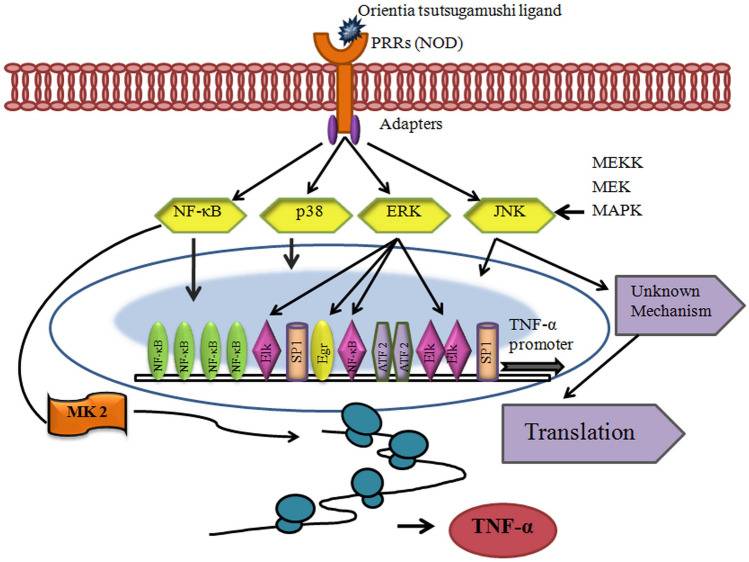 Orientia tsutsugamushi ligand
PRRs (NOD)
Adapters
MEKK
MEK
MAPK
NF-κB
p38
ERK
JNK
Unknown
Mechanism
TNF-α
promoter
NF-κB
NF-κB
NF-κB
NF-κB
Elk
SP1
Egr
NF-κB
ATF 2
ATF 2
Elk
Elk
SP1
MK 2
Translation
TNF-α